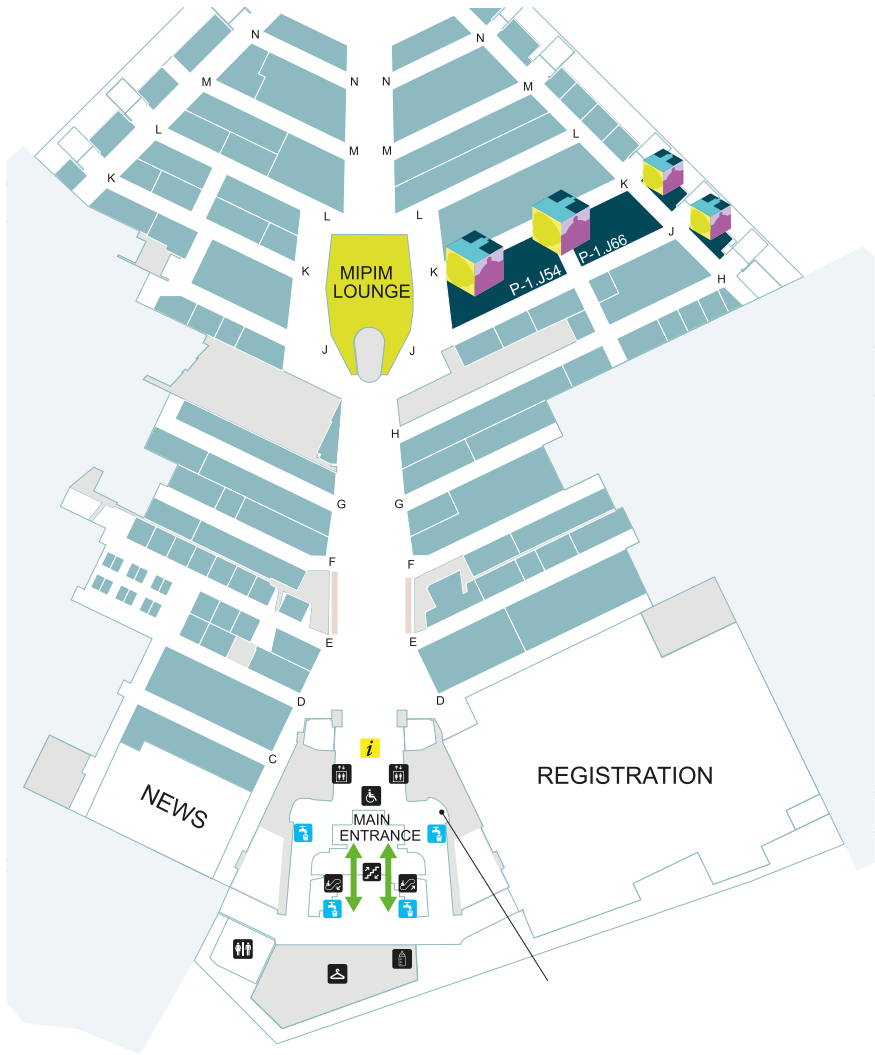 N
N
N
N
M
M
M
M
L
L
L
L
K
K
K
K
MIPIM
LOUNGE
P-1.J54
P-1.J66
J
J
J
H
H
G
G
F
F
E
E
D
D
C
i
NEWS
REGISTRATION
MAIN
ENTRANCE